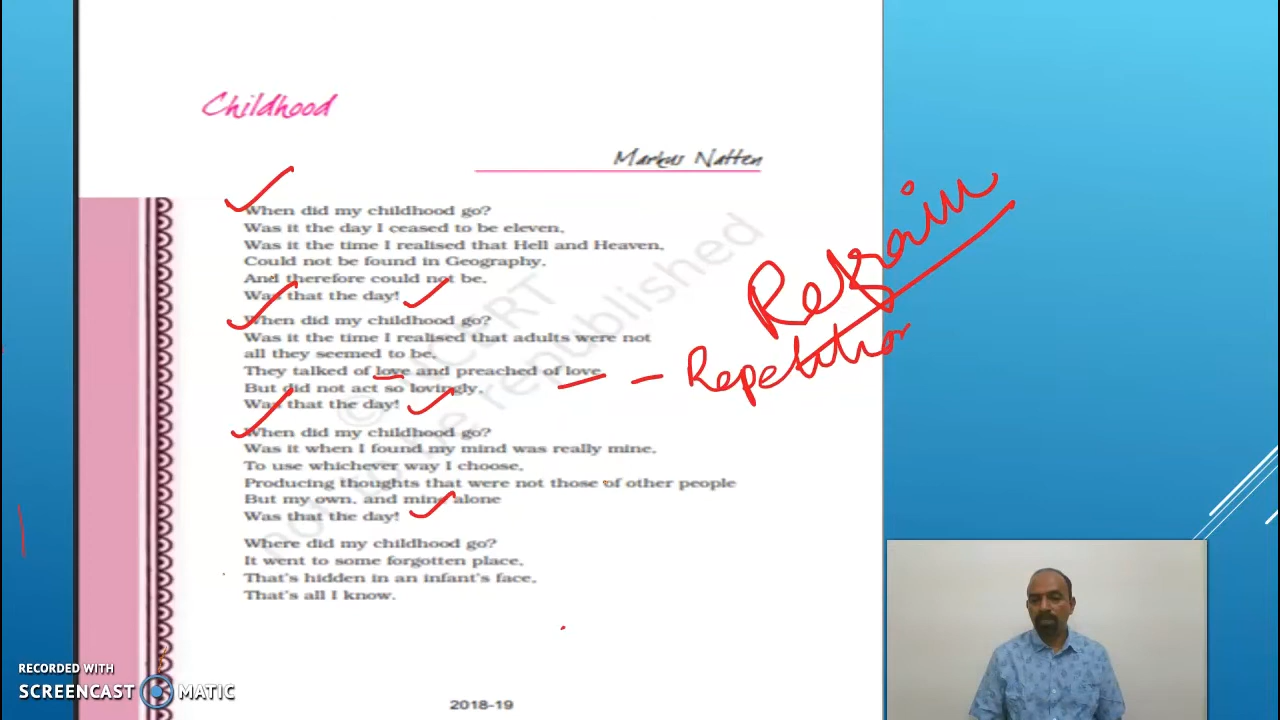 Childhood
Markus Natten
When did my childhood go?
Was it the day I ceased to be eleven,
Was it the time I realised that Hell and Heaven,
Could not be found in Geography,
And therefore could not be,
Was that the day!
When did my childhood go?
Was it the time I realised that adults were not
all they seemed to be,
They talked of love and preached of love,
But did not act so lovingly,
Was that the day!
When did my childhood go?
Was it when I found my mind was really mine,
To use whichever way I choose,
Producing thoughts that were not those of other people
But my own, and mine alone
Was that the day!
Where did my childhood go?
It went to some forgotten place,
That's hidden in an infant's face,
That's all I know.
Refrain
Repetition
© NCERT
not to be republished
2018-19
RECORDED WITH
SCREENCAST MATIC